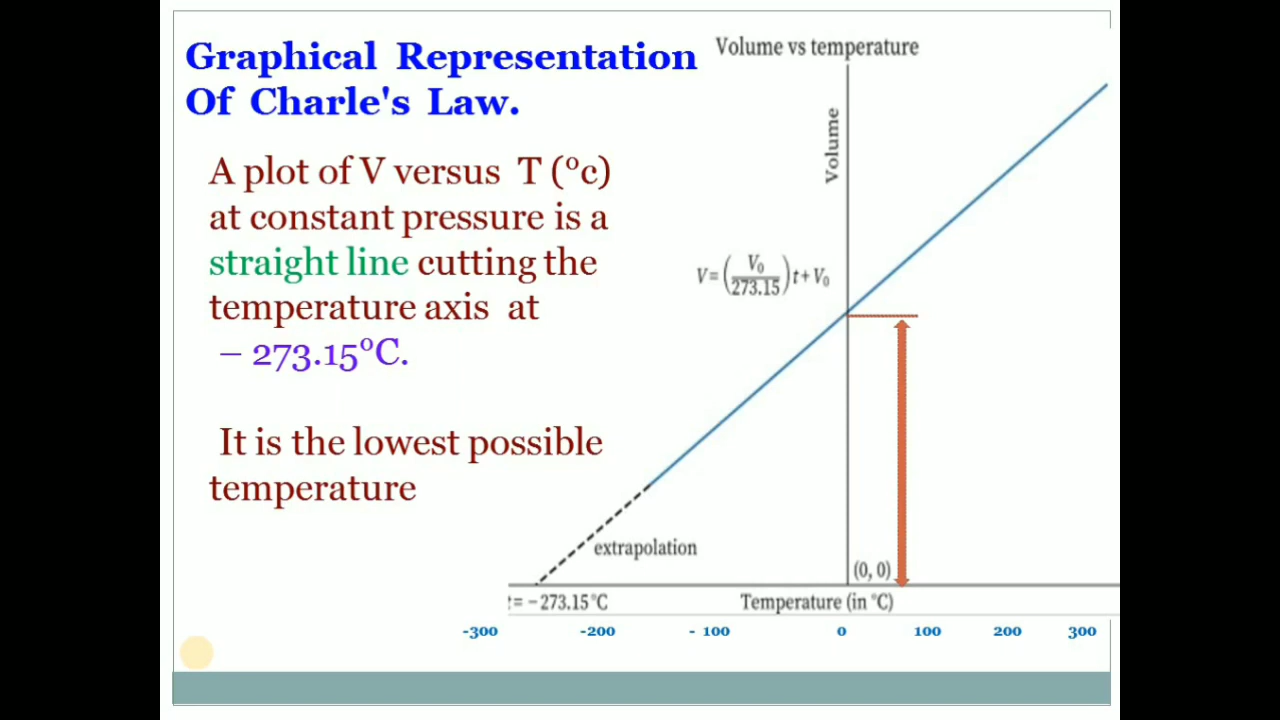 Graphical Representation
Of Charle's Law.
A plot of V versus T (°c)
at constant pressure is a
straight line cutting the
temperature axis at
– 273.15°C.
It is the lowest possible
temperature
Volume vs temperature
Volume
V = (V₀/273.15) t + V₀
extrapolation
(0, 0)
t = – 273.15 °C
Temperature (in °C)
-300 -200 - 100 0 100 200 300